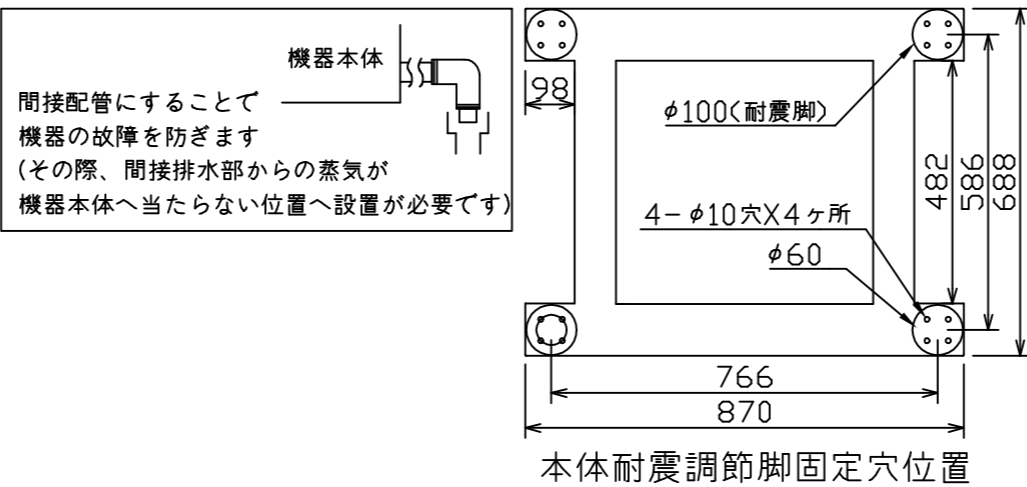 機器本体
間接配管にすることで
機器の故障を防ぎます
(その際、間接排水部からの蒸気が
機器本体へ当たらない位置へ設置が必要です)
98
φ100(耐震脚)
482
586
688
4-φ10穴X4ヶ所
φ60
766
870
本体耐震調節脚固定穴位置